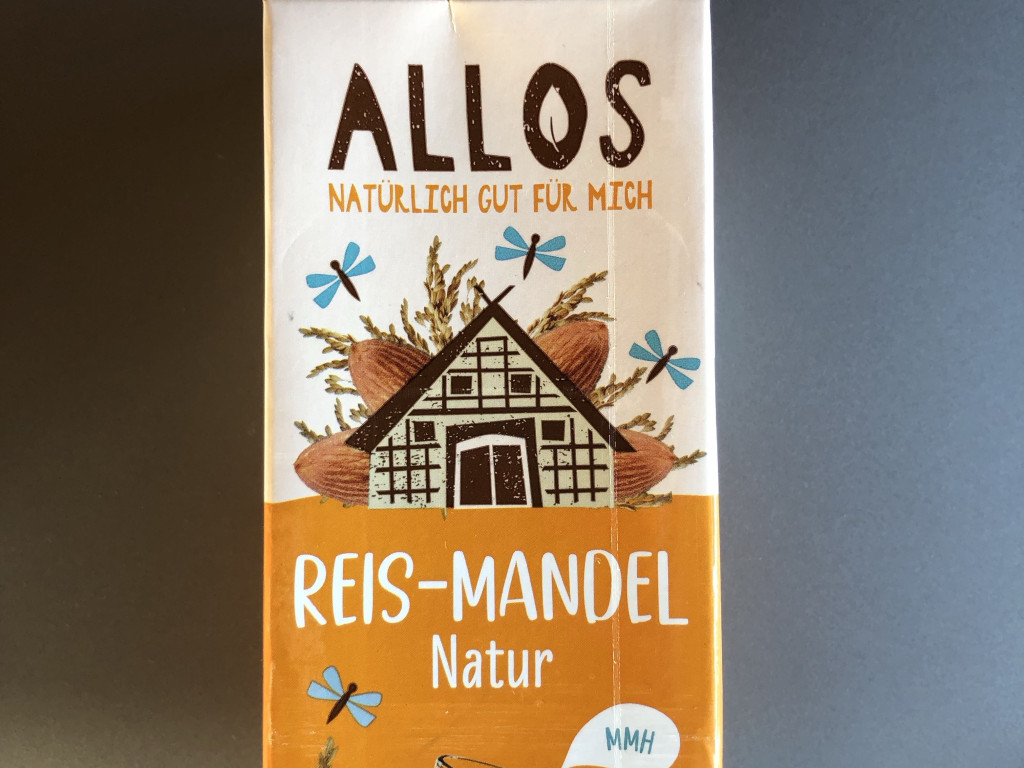 ALLOS
NATÜRLICH GUT FÜR MICH
REIS-MANDEL
Natur
MMH